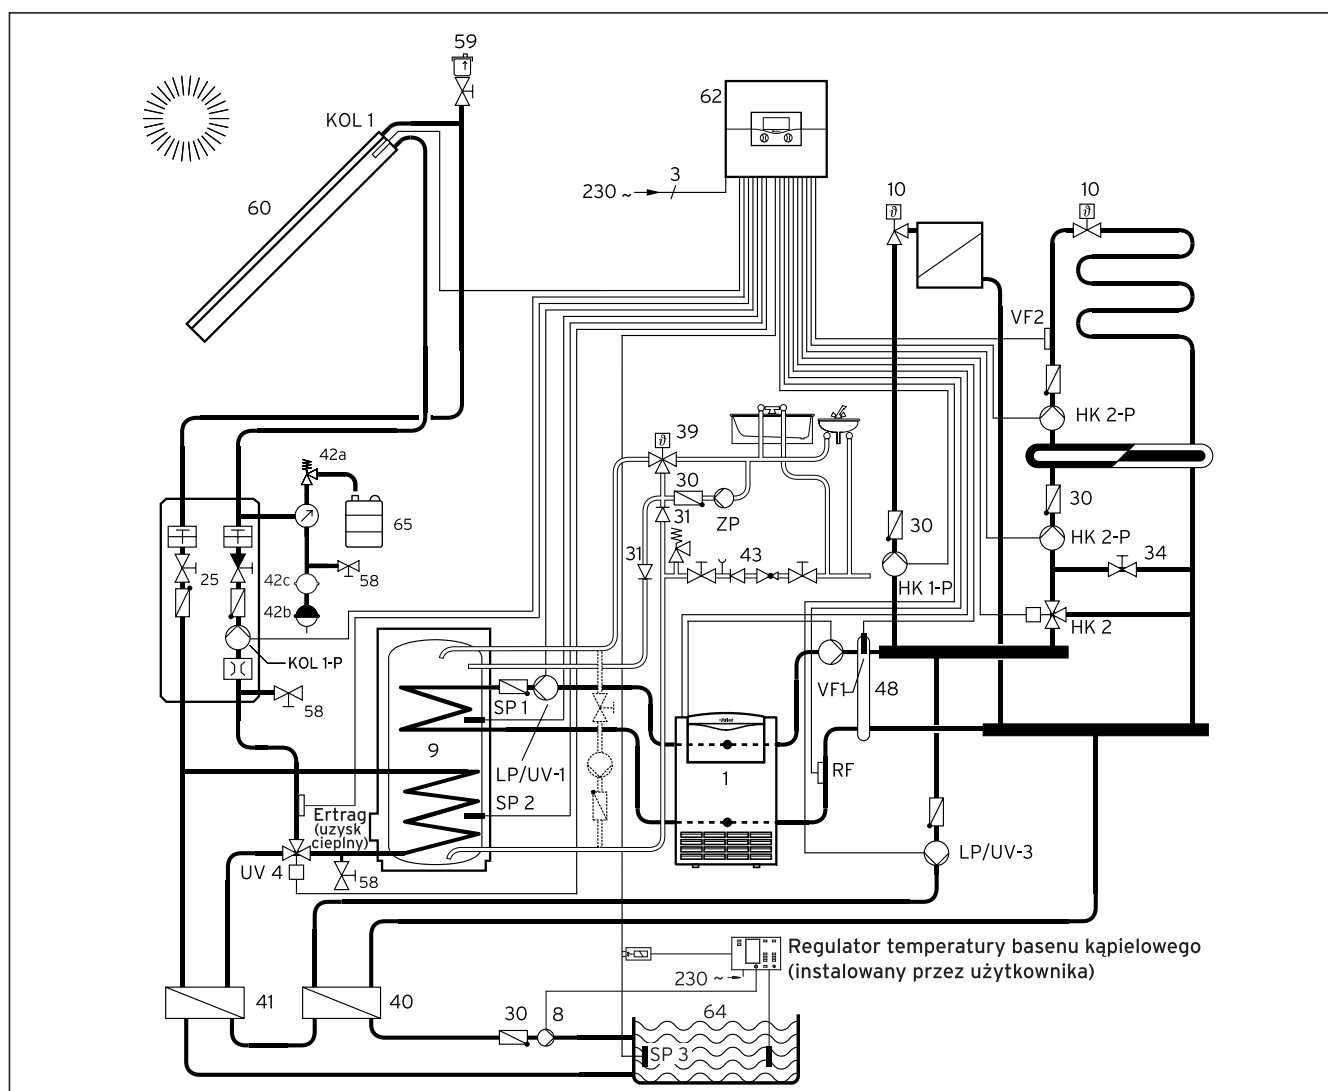 59
KOL 1
62
3
230 ~
10
10
60
VF2
HK 2-P
39
42a
30
ZP
65
31
30
30
HK 2-P
31
43
34
25
58
42c
42b
HK 1-P
HK 2
KOL 1-P
VF1
48
58
SP 1
9
LP/UV-1
1
RF
SP 2
Ertrag
(uzysk
cieplny)
UV 4
58
LP/UV-3
Regulator temperatury basenu kąpielowego
(instalowany przez użytkownika)
230 ~
41
40
30
8
64
SP 3